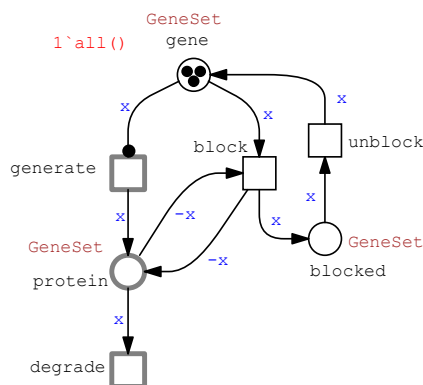 GeneSet
1`all()
gene
x
x
x
block
unblock
generate
x
x
-x
x
GeneSet
GeneSet
-x
protein
blocked
x
degrade